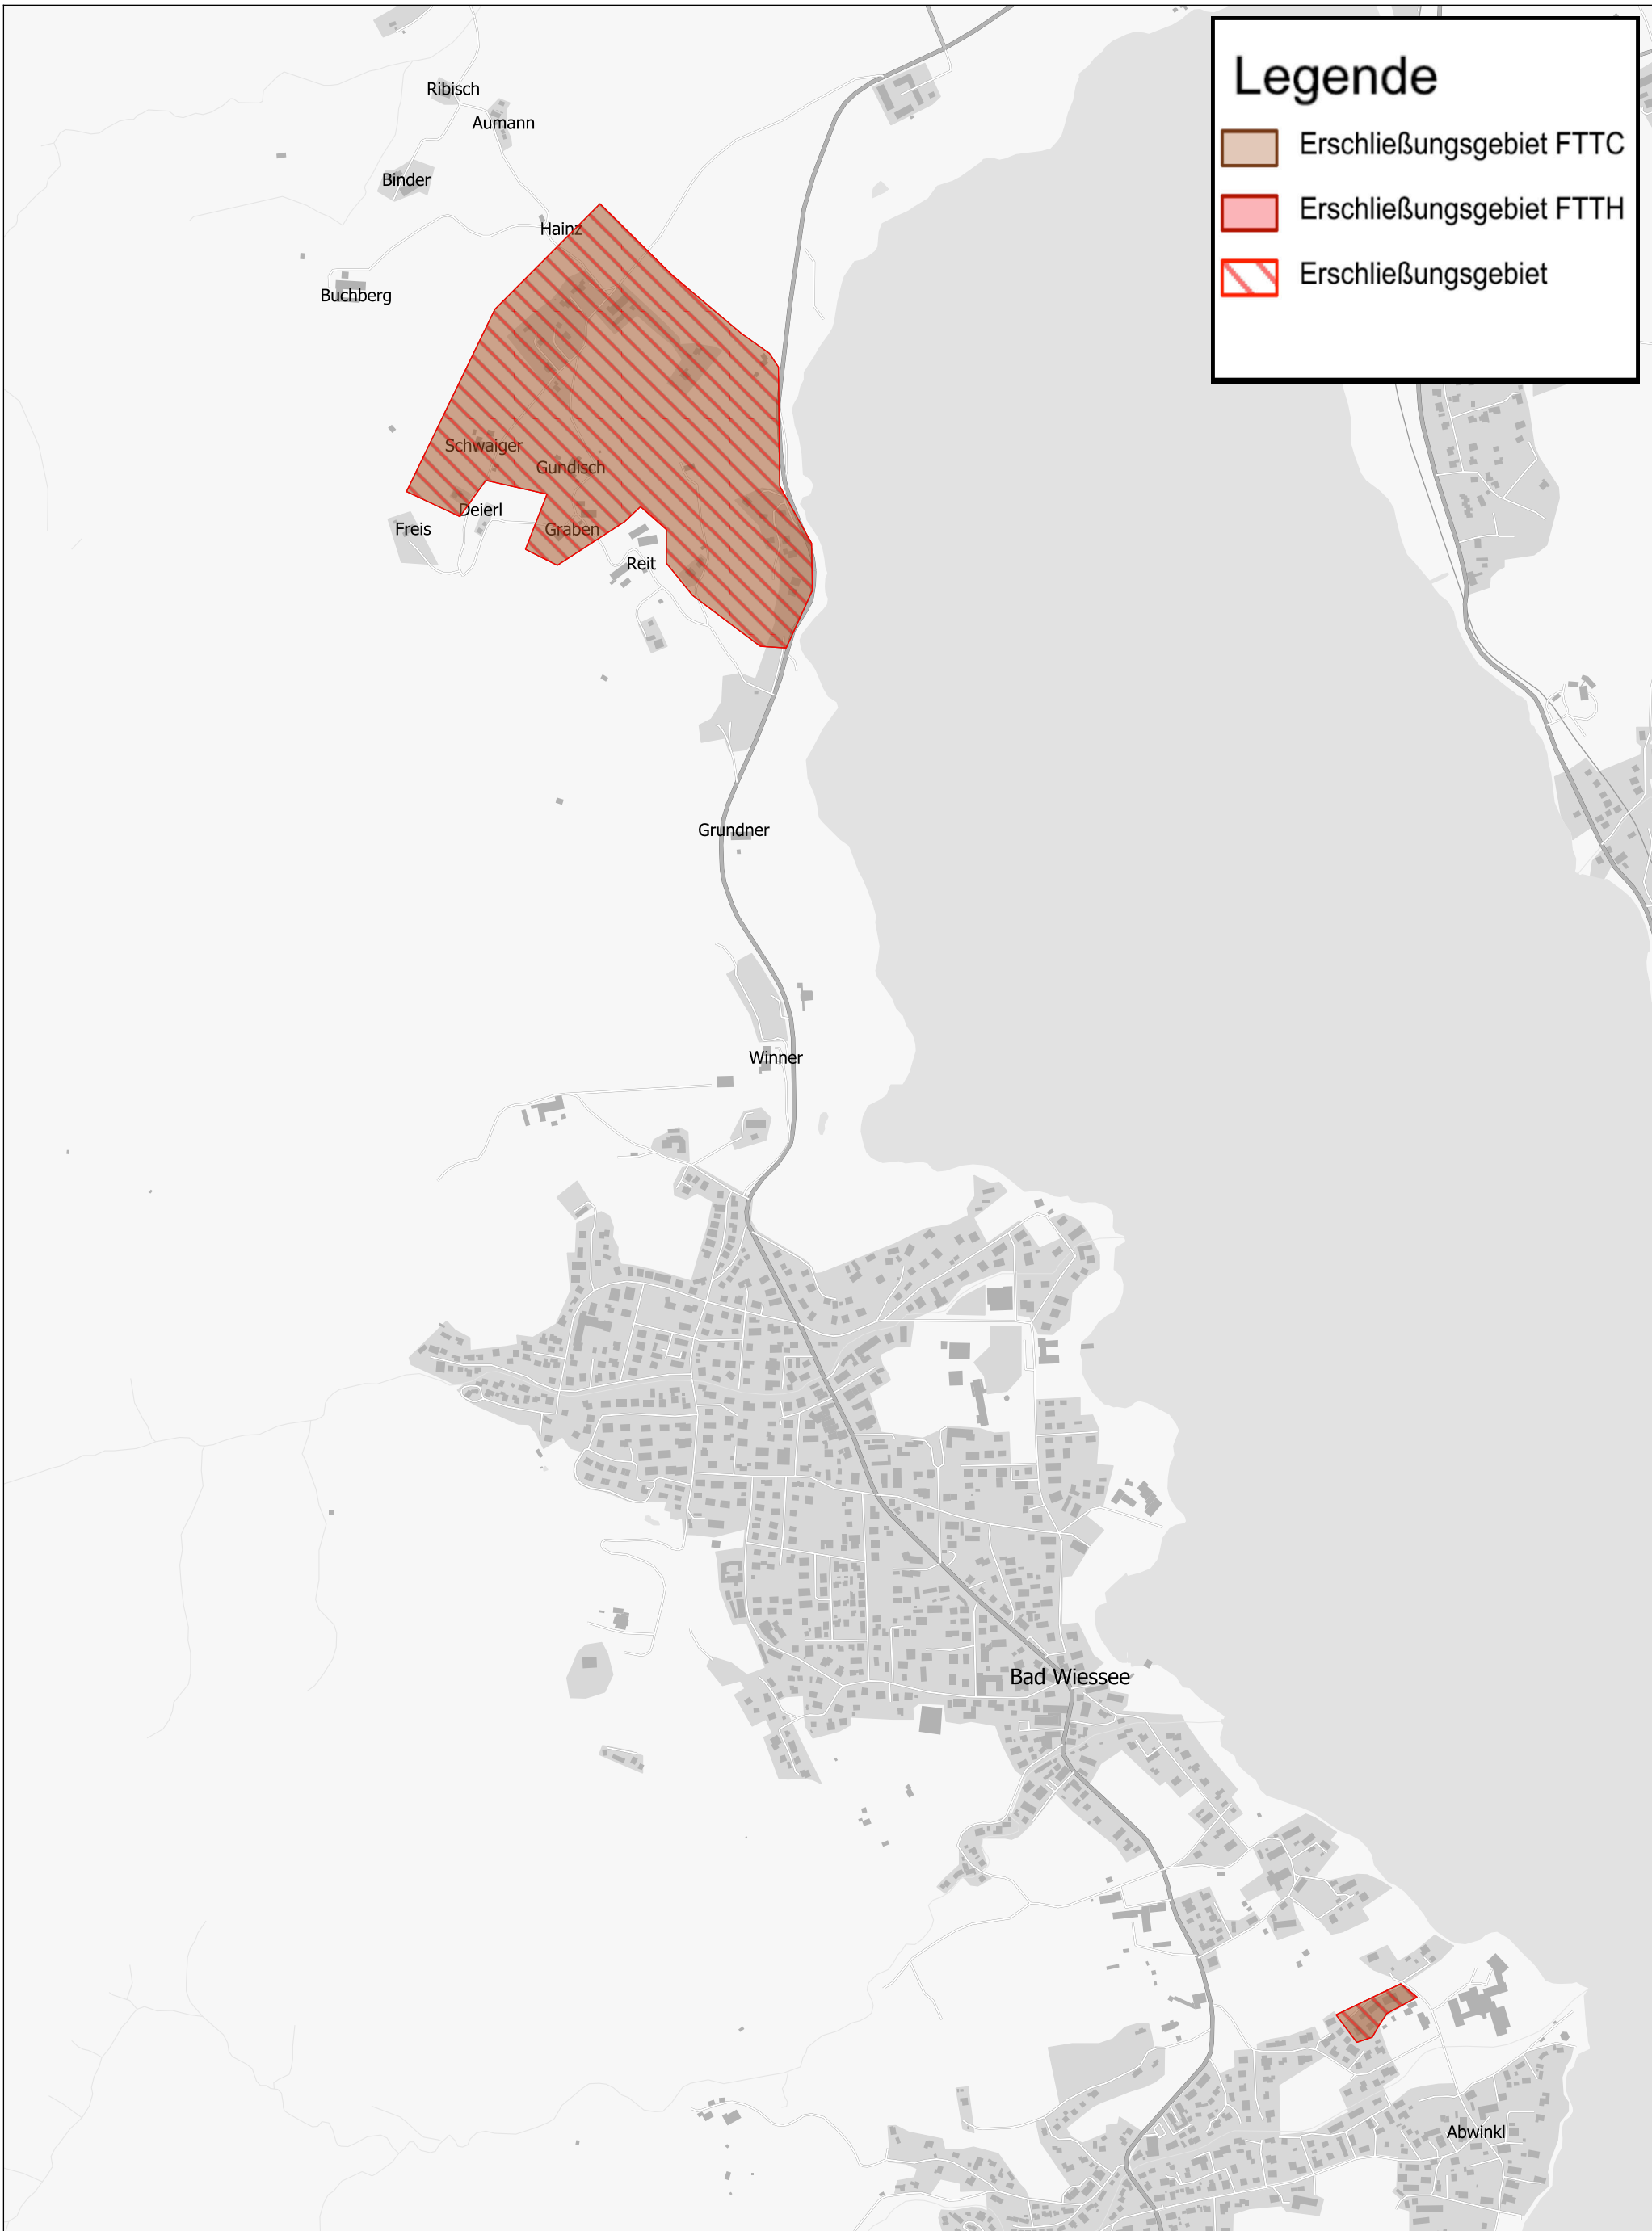 Legende
Erschließungsgebiet FTTC
Erschließungsgebiet FTTH
Erschließungsgebiet
Ribisch
Aumann
Binder
Hainz
Buchberg
Schwaiger
Gundisch
Deierl
Freis
Graben
Reit
Grundner
Winner
Bad Wiessee
Abwinkl